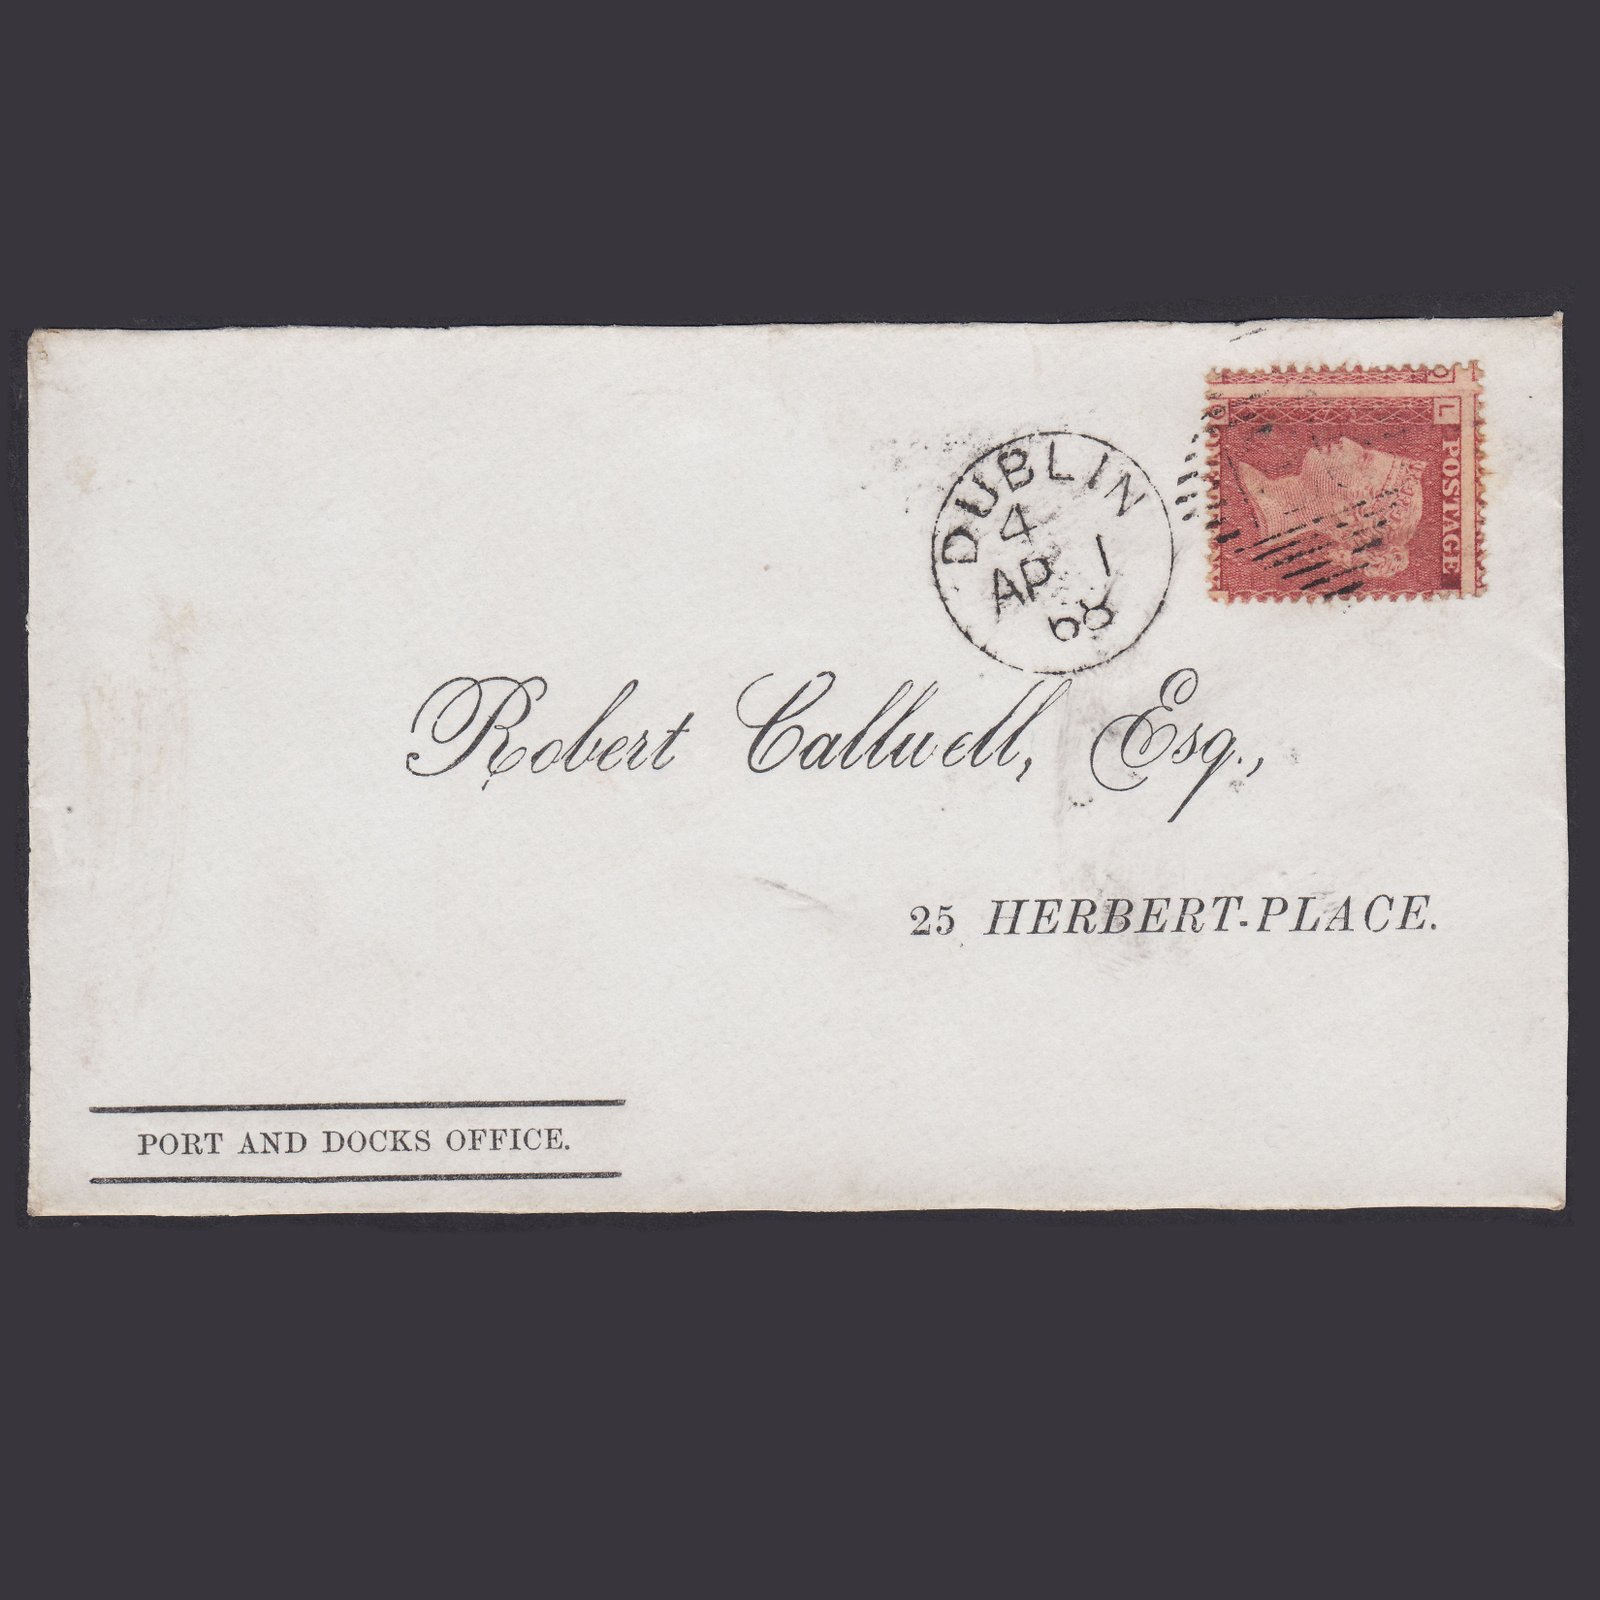 DUBLIN
4
AP 1
68
L
POSTAGE
Robert Callwell, Esq.,
25 HERBERT-PLACE.
PORT AND DOCKS OFFICE.